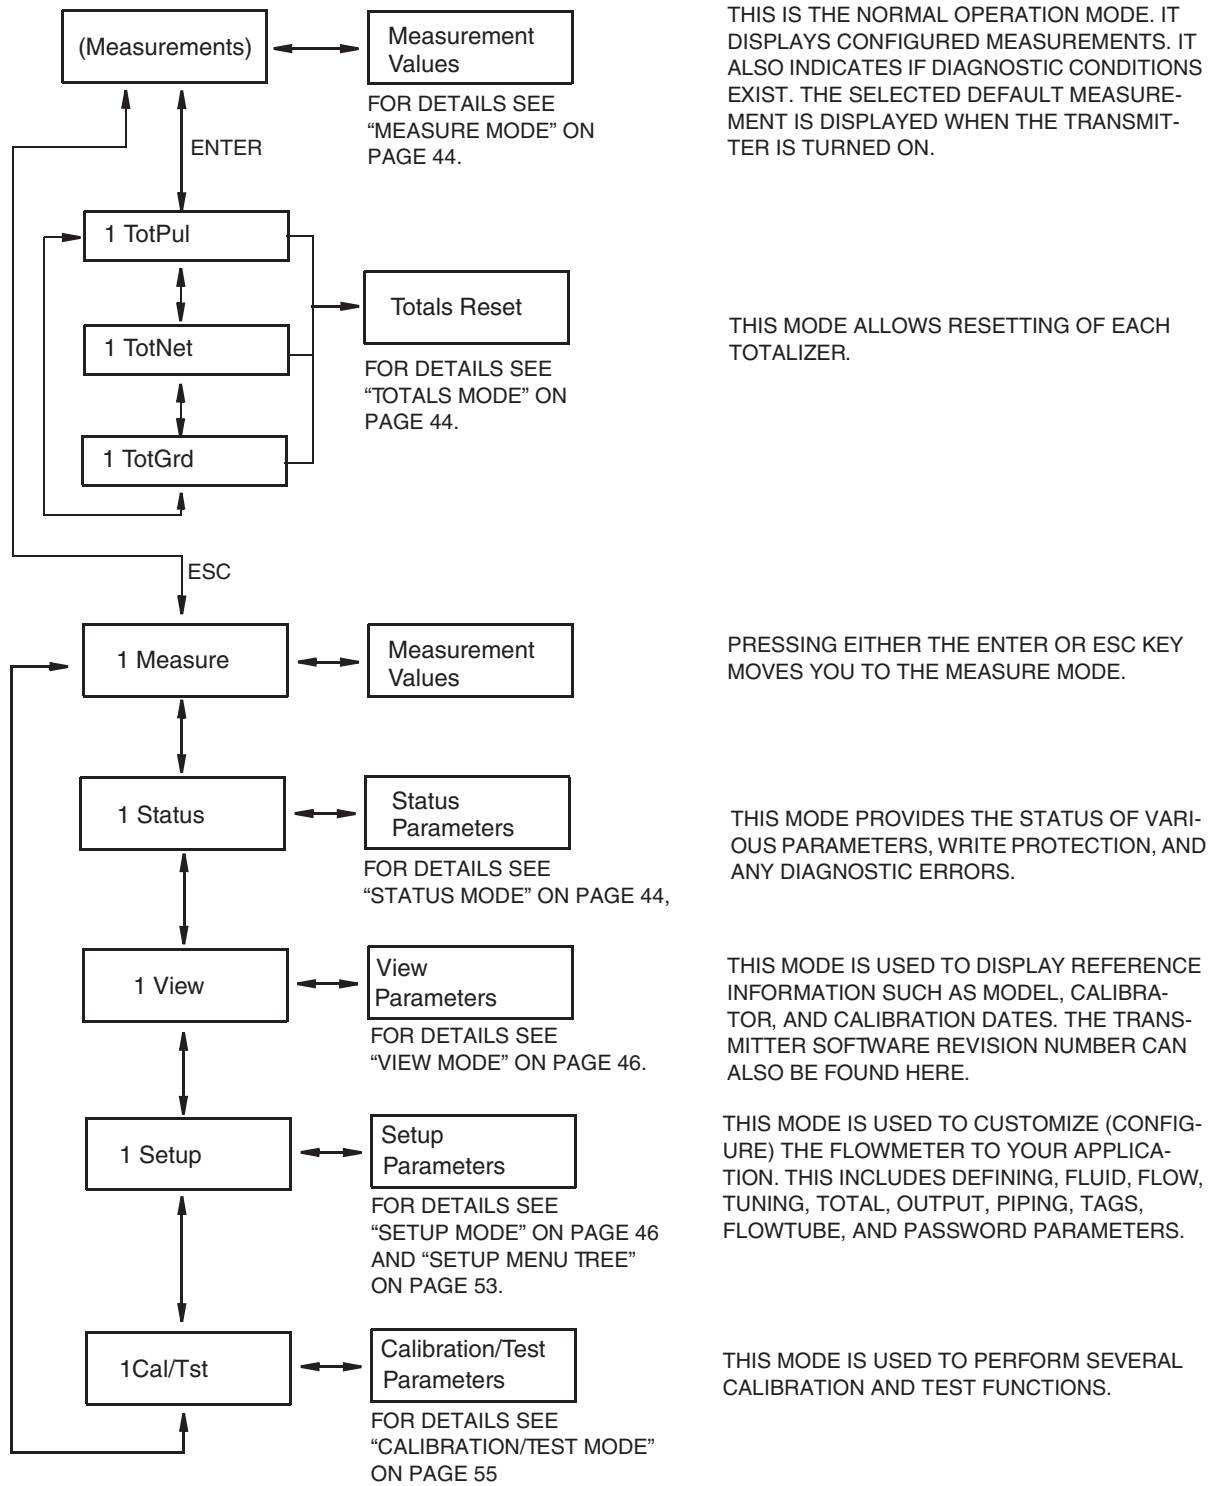 (Measurements)
Measurement
Values
FOR DETAILS SEE
“MEASURE MODE” ON
PAGE 44.
THIS IS THE NORMAL OPERATION MODE. IT
DISPLAYS CONFIGURED MEASUREMENTS. IT
ALSO INDICATES IF DIAGNOSTIC CONDITIONS
EXIST. THE SELECTED DEFAULT MEASURE-
MENT IS DISPLAYED WHEN THE TRANSMIT-
TER IS TURNED ON.
ENTER
1 TotPul
1 TotNet
1 TotGrd
Totals Reset
FOR DETAILS SEE
“TOTALS MODE” ON
PAGE 44.
THIS MODE ALLOWS RESETTING OF EACH
TOTALIZER.
ESC
1 Measure
Measurement
Values
PRESSING EITHER THE ENTER OR ESC KEY
MOVES YOU TO THE MEASURE MODE.
1 Status
Status
Parameters
FOR DETAILS SEE
“STATUS MODE” ON PAGE 44,
THIS MODE PROVIDES THE STATUS OF VARI-
OUS PARAMETERS, WRITE PROTECTION, AND
ANY DIAGNOSTIC ERRORS.
1 View
View
Parameters
FOR DETAILS SEE
“VIEW MODE” ON PAGE 46.
THIS MODE IS USED TO DISPLAY REFERENCE
INFORMATION SUCH AS MODEL, CALIBRA-
TOR, AND CALIBRATION DATES. THE TRANS-
MITTER SOFTWARE REVISION NUMBER CAN
ALSO BE FOUND HERE.
1 Setup
Setup
Parameters
FOR DETAILS SEE
“SETUP MODE” ON PAGE 46
AND “SETUP MENU TREE”
ON PAGE 53.
THIS MODE IS USED TO CUSTOMIZE (CONFIG-
URE) THE FLOWMETER TO YOUR APPLICA-
TION. THIS INCLUDES DEFINING, FLUID, FLOW,
TUNING, TOTAL, OUTPUT, PIPING, TAGS,
FLOWTUBE, AND PASSWORD PARAMETERS.
1Cal/Tst
Calibration/Test
Parameters
FOR DETAILS SEE
“CALIBRATION/TEST MODE”
ON PAGE 55
THIS MODE IS USED TO PERFORM SEVERAL
CALIBRATION AND TEST FUNCTIONS.